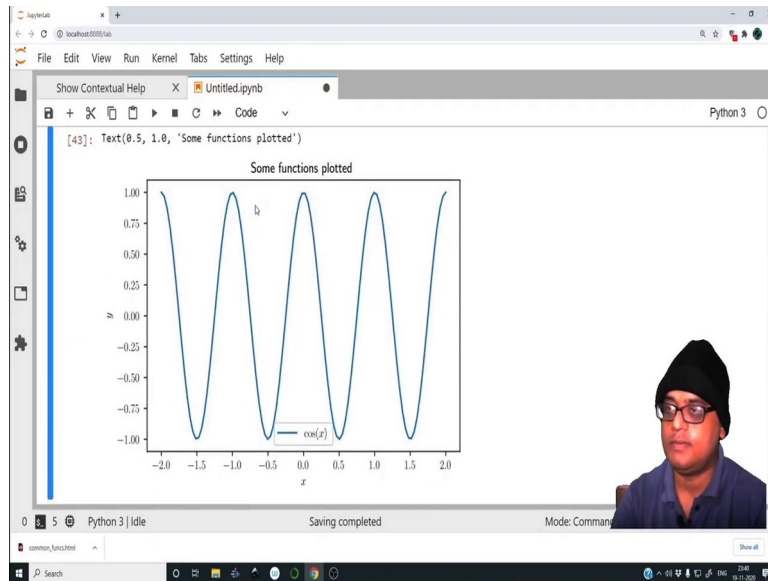 JupyterLab
localhost:8888/lab
File Edit View Run Kernel Tabs Settings Help
Show Contextual Help
Untitled.ipynb
Code
Python 3
[43]: Text(0.5, 1.0, 'Some functions plotted')
Some functions plotted
1.00
0.75
0.50
0.25
0.00
−0.25
−0.50
−0.75
−1.00
y
cos(x)
−2.0 −1.5 −1.0 −0.5 0.0 0.5 1.0 1.5 2.0
x
0 5 Python 3 | Idle Saving completed Mode: Command
common_funcs.html
Show all
Search
ENG
23:40
19-11-2020